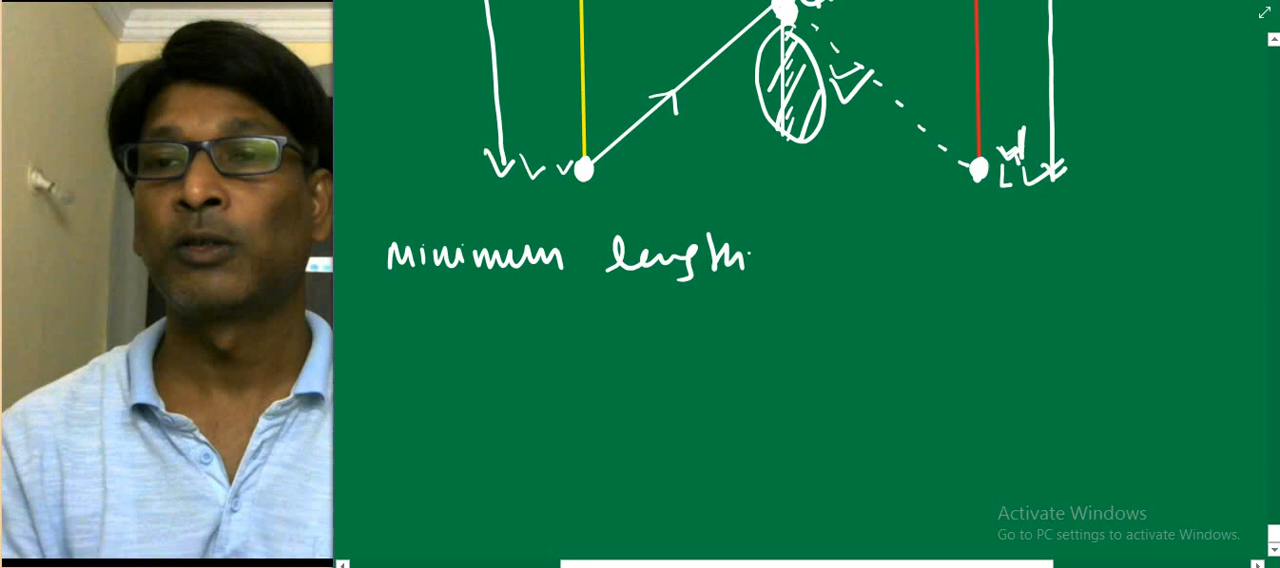 Minimum length
Activate Windows
Go to PC settings to activate Windows.